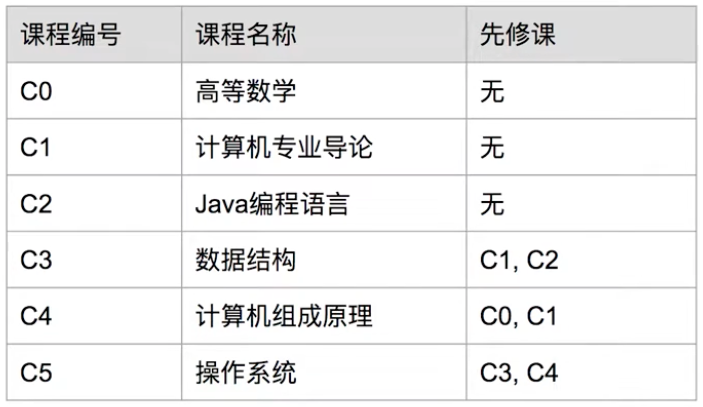 课程编号 课程名称 先修课
C0 高等数学 无
C1 计算机专业导论 无
C2 Java编程语言 无
C3 数据结构 C1, C2
C4 计算机组成原理 C0, C1
C5 操作系统 C3, C4